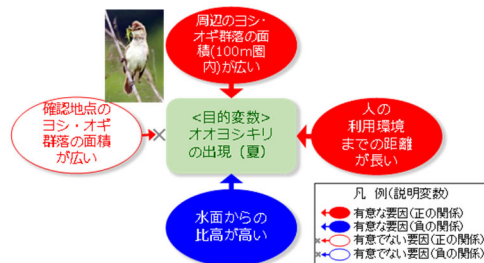 周辺のヨシ・
オギ群落の面
積(100m圏
内)が広い
確認地点の
ヨシ・オギ
群落の面積
が広い
<目的変数>
オオヨシキリ
の出現（夏）
人の
利用環境
までの距離
が長い
水面からの
比高が高い
凡 例(説明変数)
有意な要因(正の関係)
有意な要因(負の関係)
有意でない要因(正の関係)
有意でない要因(負の関係)